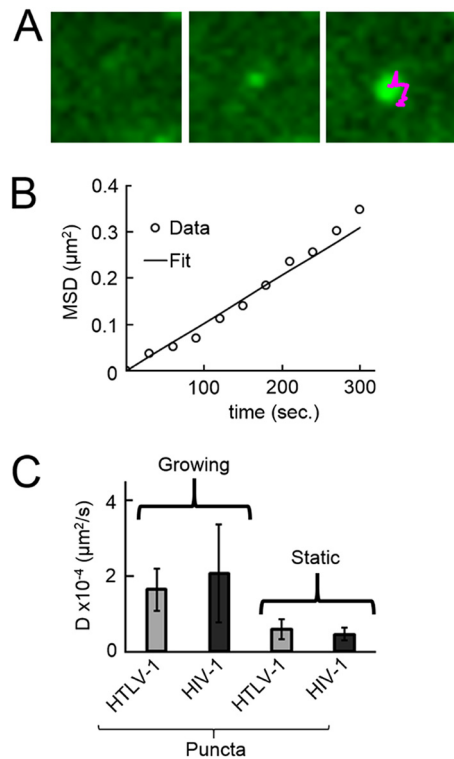 A
B
0.4
0.3
0.2
0.1
0
MSD (µm²)
Data
Fit
100
200
300
time (sec.)
C
Growing
Static
4
2
0
D x10⁻⁴ (µm²/s)
HTLV-1
HIV-1
HTLV-1
HIV-1
Puncta